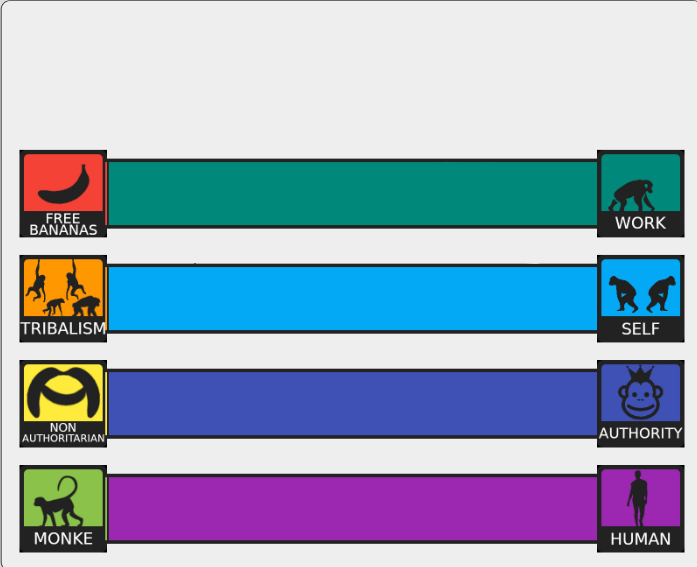 FREE
BANANAS
WORK
TRIBALISM
SELF
NON
AUTHORITARIAN
AUTHORITY
MONKE
HUMAN